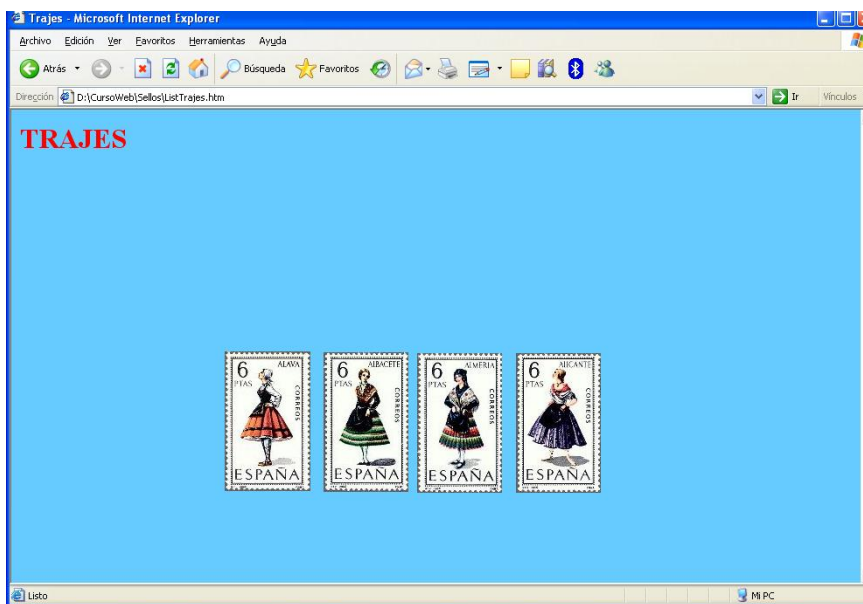 Trajes - Microsoft Internet Explorer
Archivo Edición Ver Favoritos Herramientas Ayuda
Atrás Búsqueda Favoritos
Dirección D:\CursoWeb\Sellos\ListTrajes.htm Ir Vínculos
TRAJES
6 PTAS ALAVA
CORREOS
ESPAÑA
6 PTAS ALBACETE
CORREOS
ESPAÑA
6 PTAS ALMERIA
CORREOS
ESPAÑA
6 PTAS ALICANTE
CORREOS
ESPAÑA
Listo Mi PC